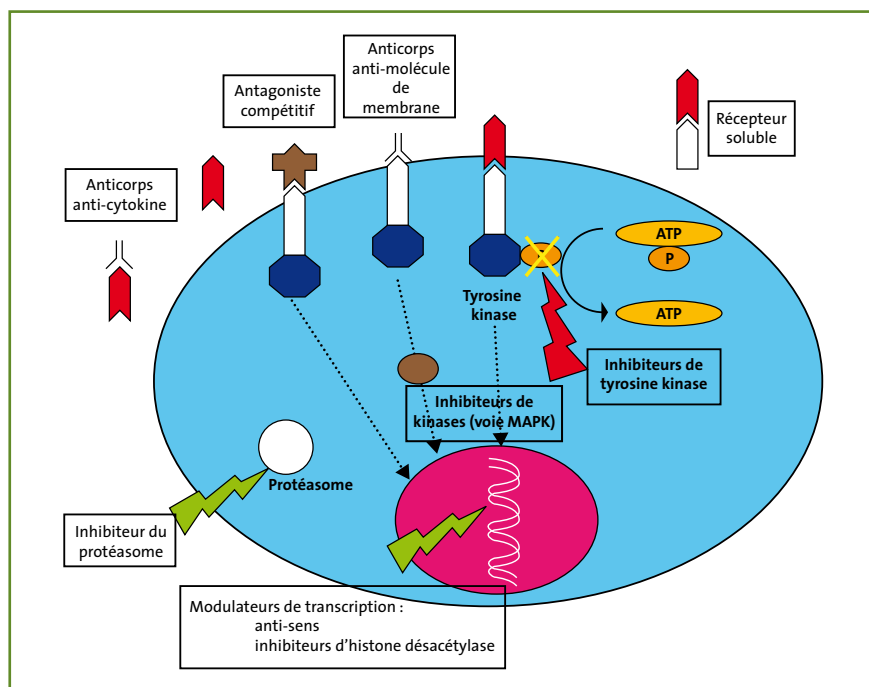 Anticorps
anti-molécule
de
membrane
Antagoniste
compétitif
Récepteur
soluble
Anticorps
anti-cytokine
ATP
P
Tyrosine
kinase
ATP
Inhibiteurs de
tyrosine kinase
Inhibiteurs de
kinases (voie MAPK)
Protéasome
Inhibiteur du
protéasome
Modulateurs de transcription :
anti-sens
inhibiteurs d’histone désacétylase